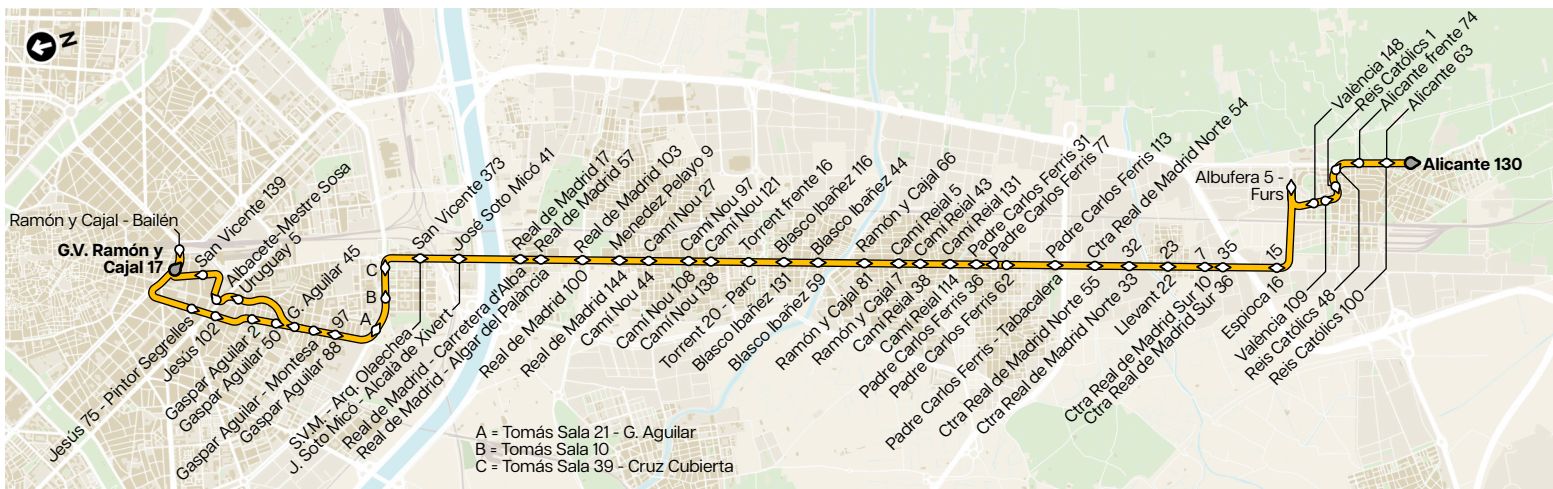 N
Ramón y Cajal - Bailén
G.V. Ramón y
Cajal 17
San Vicente 139
Albacete-Mestre Sosa
Uruguay 5
G. Aguilar 45
97
San Vicente 373
José Soto Micó 41
Real de Madrid 17
Real de Madrid 57
Real de Madrid 103
Menedez Pelayo 9
Camí Nou 27
Camí Nou 97
Camí Nou 121
Torrent frente 16
Blasco Ibañez 116
Blasco Ibañez 44
Ramón y Cajal 66
Camí Reial 5
Camí Reial 43
Camí Reial 131
Padre Carlos Ferris 31
Padre Carlos Ferris 77
Padre Carlos Ferris 113
Ctra Real de Madrid Norte 54
32
23
7
35
15
Albufera 5 -
Furs
València 148
Reis Catòlics 1
Alicante frente 74
Alicante 63
Alicante 130
Jesús 75 - Pintor Segrelles
Jesús 102
Gaspar Aguilar 2
Gaspar Aguilar 50
Gaspar Aguilar - Montesa
Gaspar Aguilar 88
A
B
C
S.V.M. - Arq. Olaechea
J. Soto Micó - Alcalà de Xivert
Real de Madrid - Carretera d'Alba
Real de Madrid - Algar del Palància
Real de Madrid 100
Real de Madrid 144
Camí Nou 44
Camí Nou 108
Camí Nou 138
Torrent 20 - Parc
Blasco Ibañez 131
Blasco Ibañez 59
Ramón y Cajal 81
Ramón y Cajal 7
Camí Reial 38
Camí Reial 114
Padre Carlos Ferris 36
Padre Carlos Ferris 62
Padre Carlos Ferris - Tabacalera
Ctra Real de Madrid Norte 55
Ctra Real de Madrid Norte 33
Llevant 22
Ctra Real de Madrid Sur 10
Ctra Real de Madrid Sur 36
Espioca 16
València 109
Reis Catòlics 48
Reis Catòlics 100
A = Tomás Sala 21 - G. Aguilar
B = Tomás Sala 10
C = Tomás Sala 39 - Cruz Cubierta